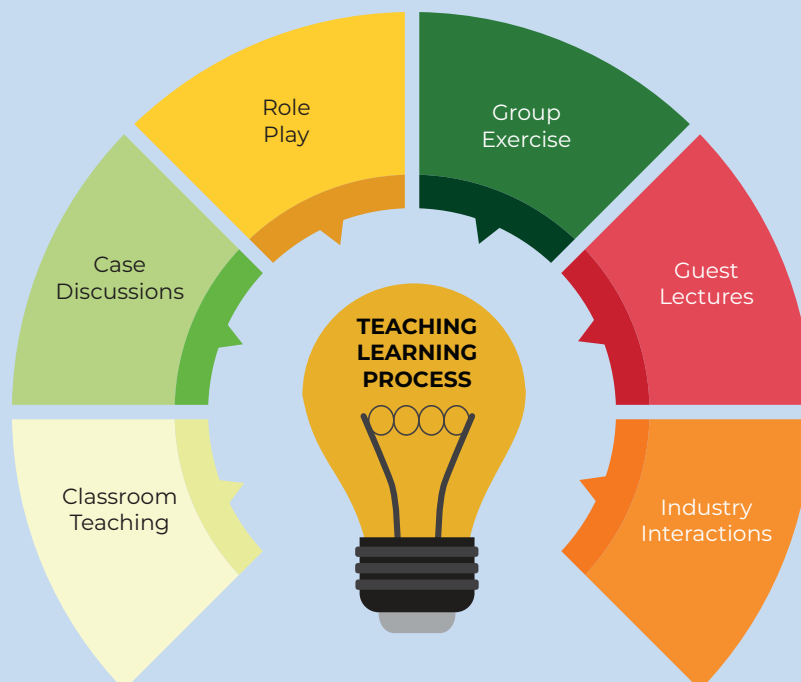 Role
Play
Group
Exercise
Case
Discussions
Guest
Lectures
TEACHING
LEARNING
PROCESS
Classroom
Teaching
Industry
Interactions